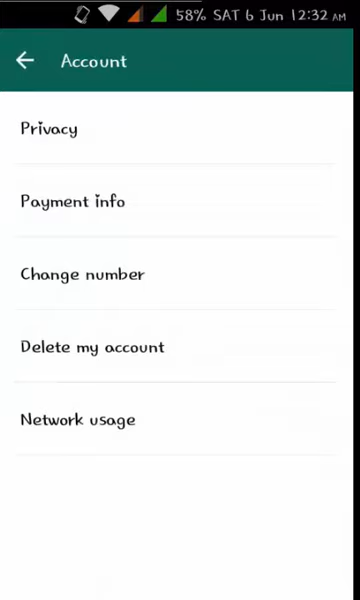 58% SAT 6 Jun 12:32 AM
Account
Privacy
Payment info
Change number
Delete my account
Network usage